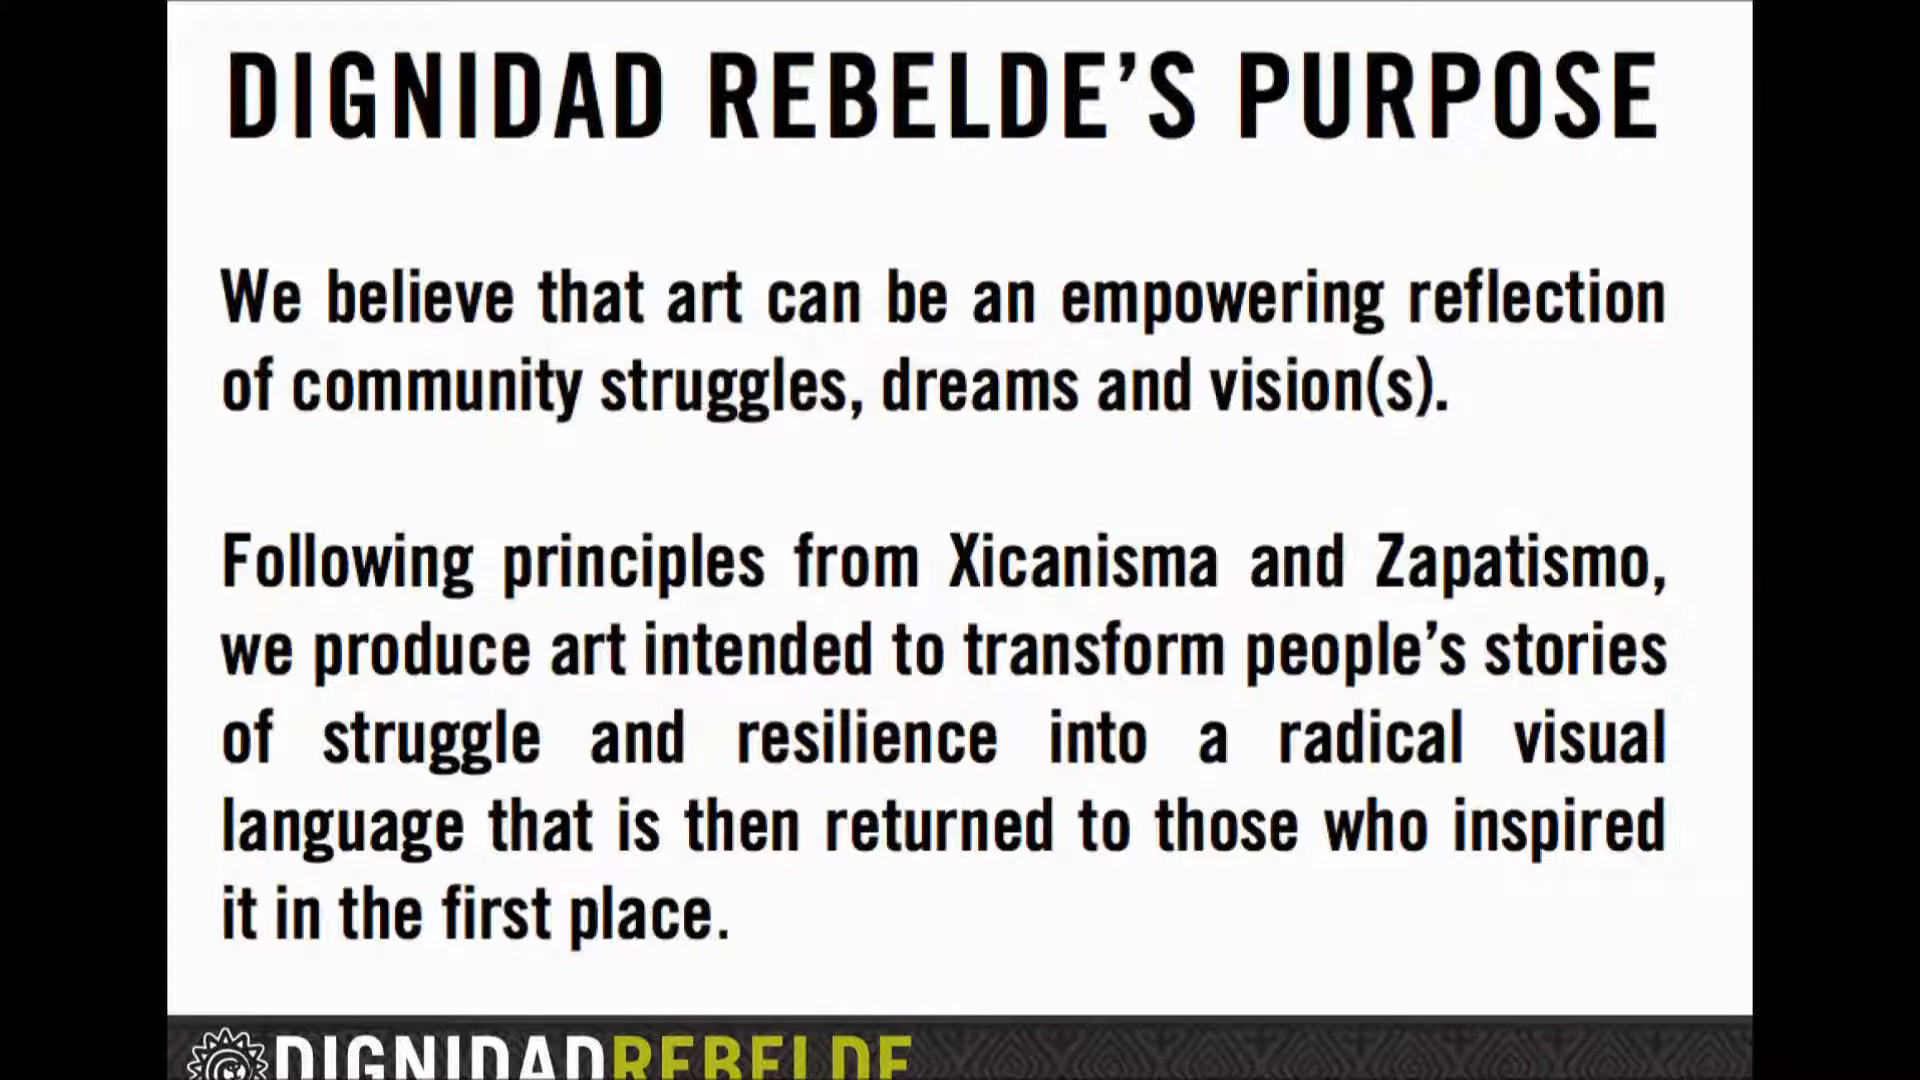 DIGNIDAD REBELDE’S PURPOSE
We believe that art can be an empowering reflection
of community struggles, dreams and vision(s).
Following principles from Xicanisma and Zapatismo,
we produce art intended to transform people’s stories
of struggle and resilience into a radical visual
language that is then returned to those who inspired
it in the first place.
DIGNIDADREBELDE